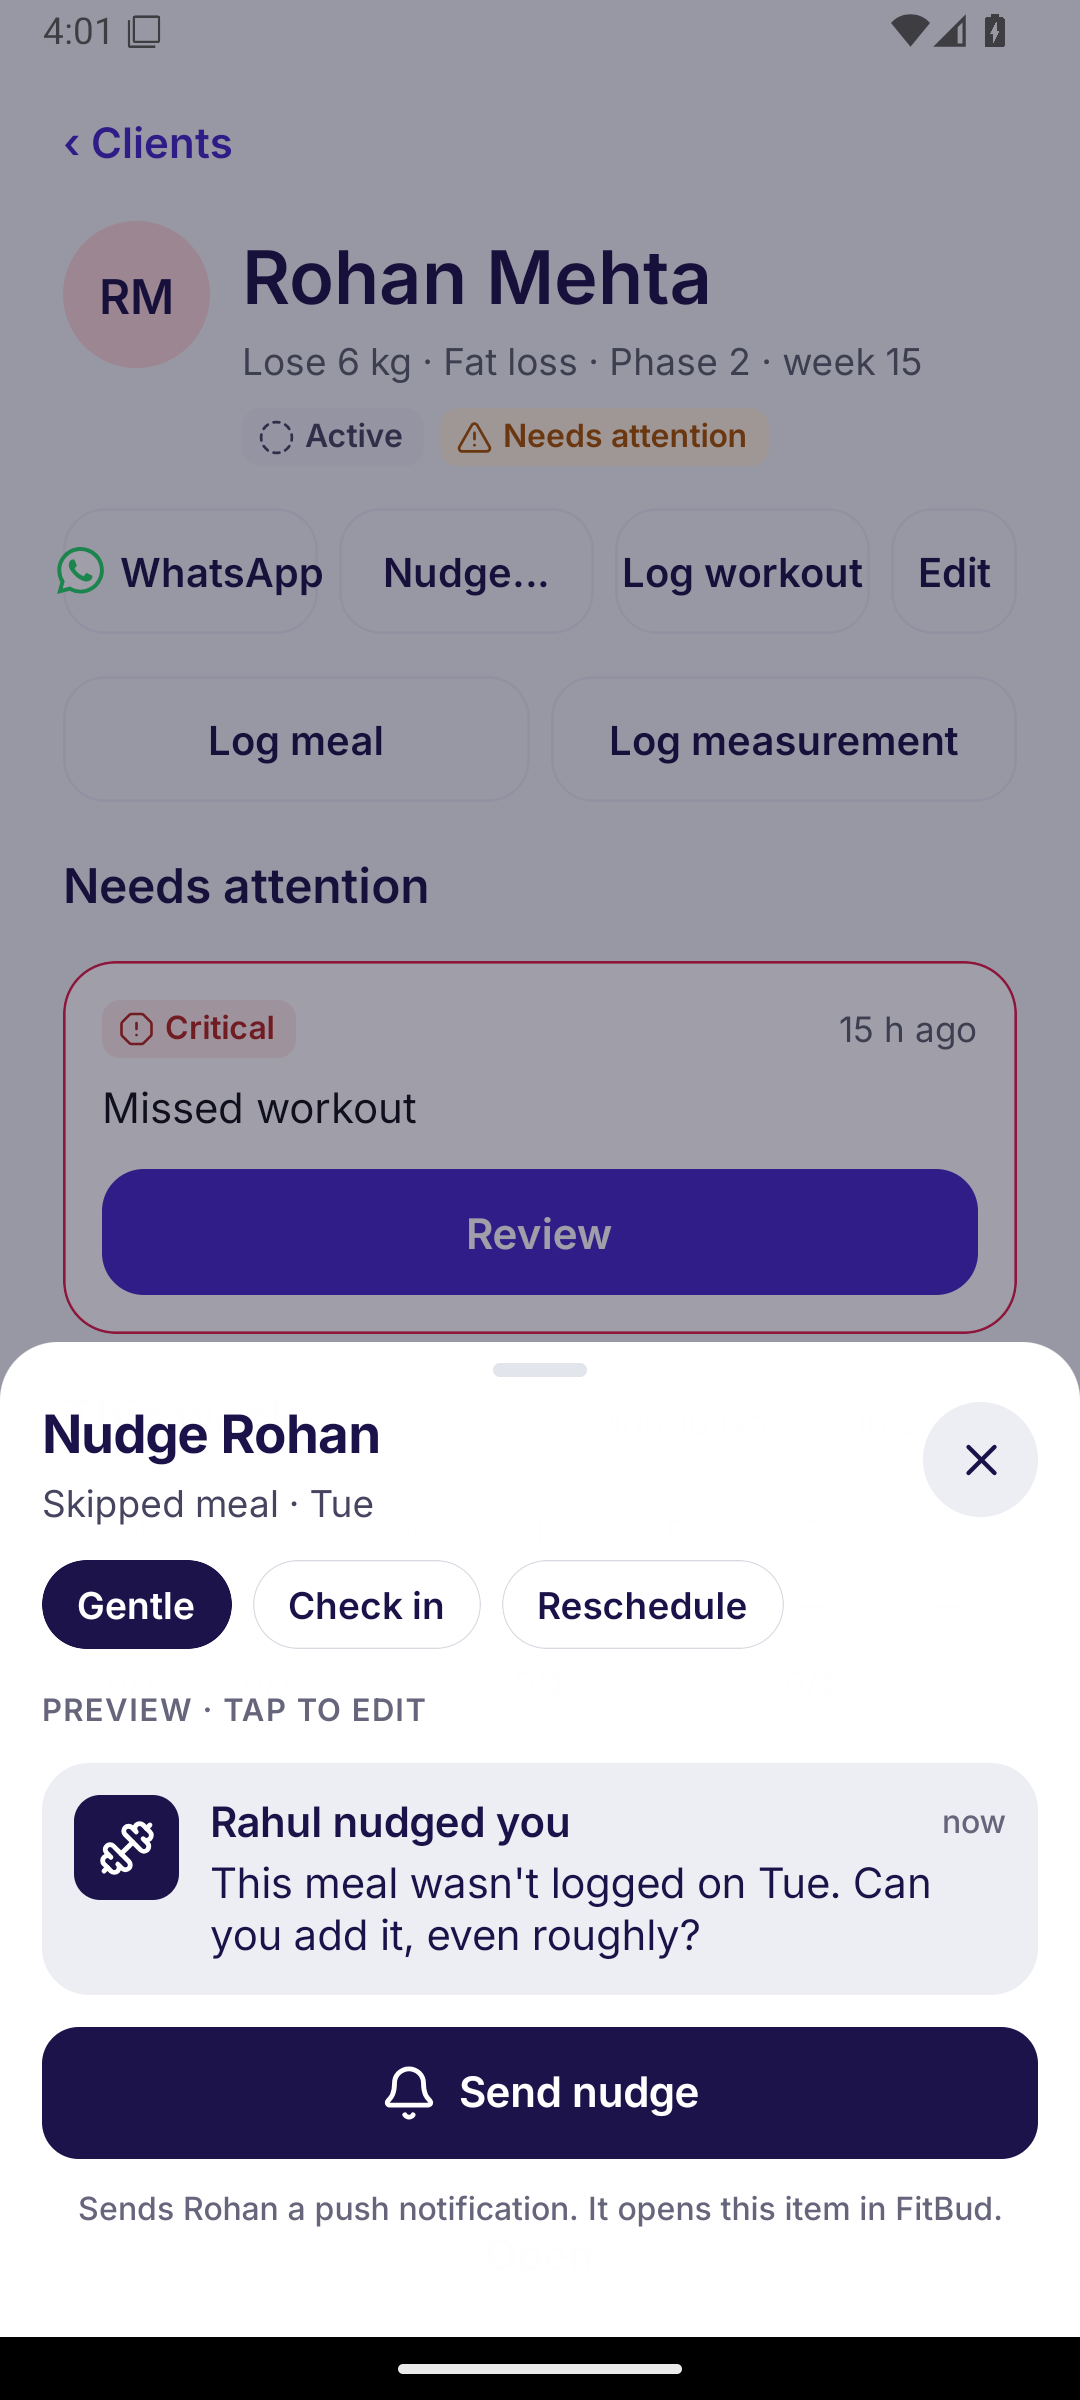 4:01
‹ Clients
RM
Rohan Mehta
Lose 6 kg · Fat loss · Phase 2 · week 15
Active
Needs attention
WhatsApp
Nudge...
Log workout
Edit
Log meal
Log measurement
Needs attention
Critical
15 h ago
Missed workout
Review
Nudge Rohan
Skipped meal · Tue
Gentle
Check in
Reschedule
PREVIEW · TAP TO EDIT
Rahul nudged you
now
This meal wasn't logged on Tue. Can
you add it, even roughly?
Send nudge
Sends Rohan a push notification. It opens this item in FitBud.